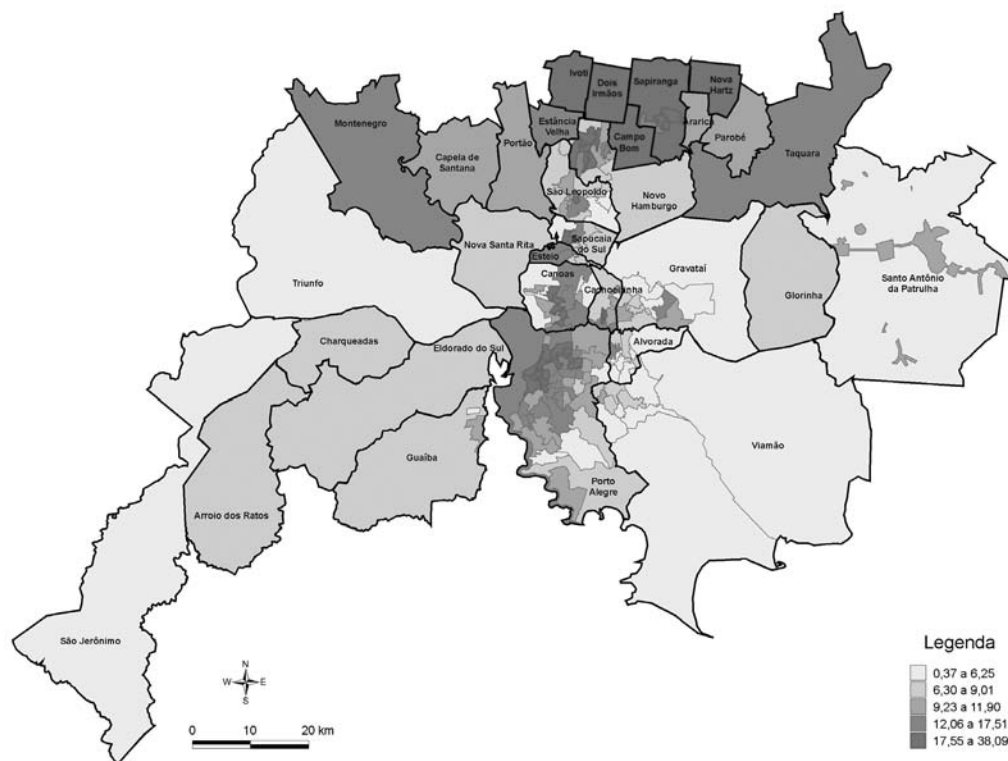 Ivoti
Dois
Irmãos
Sapiranga
Nova
Hartz
Montenegro
Estância
Velha
Campo
Bom
Araricá
Parobé
Portão
Capela de
Santana
Taquara
São Leopoldo
Novo
Hamburgo
Nova Santa Rita
Sapucaia
do Sul
Esteio
Canoas
Gravataí
Cachoeirinha
Glorinha
Santo Antônio
da Patrulha
Triunfo
Charqueadas
Eldorado do Sul
Alvorada
Viamão
Guaíba
Porto
Alegre
Arroio dos Ratos
São Jerônimo
N
W E
S
0 10 20 km
Legenda
0,37 a 6,25
6,30 a 9,01
9,23 a 11,90
12,06 a 17,51
17,55 a 38,09